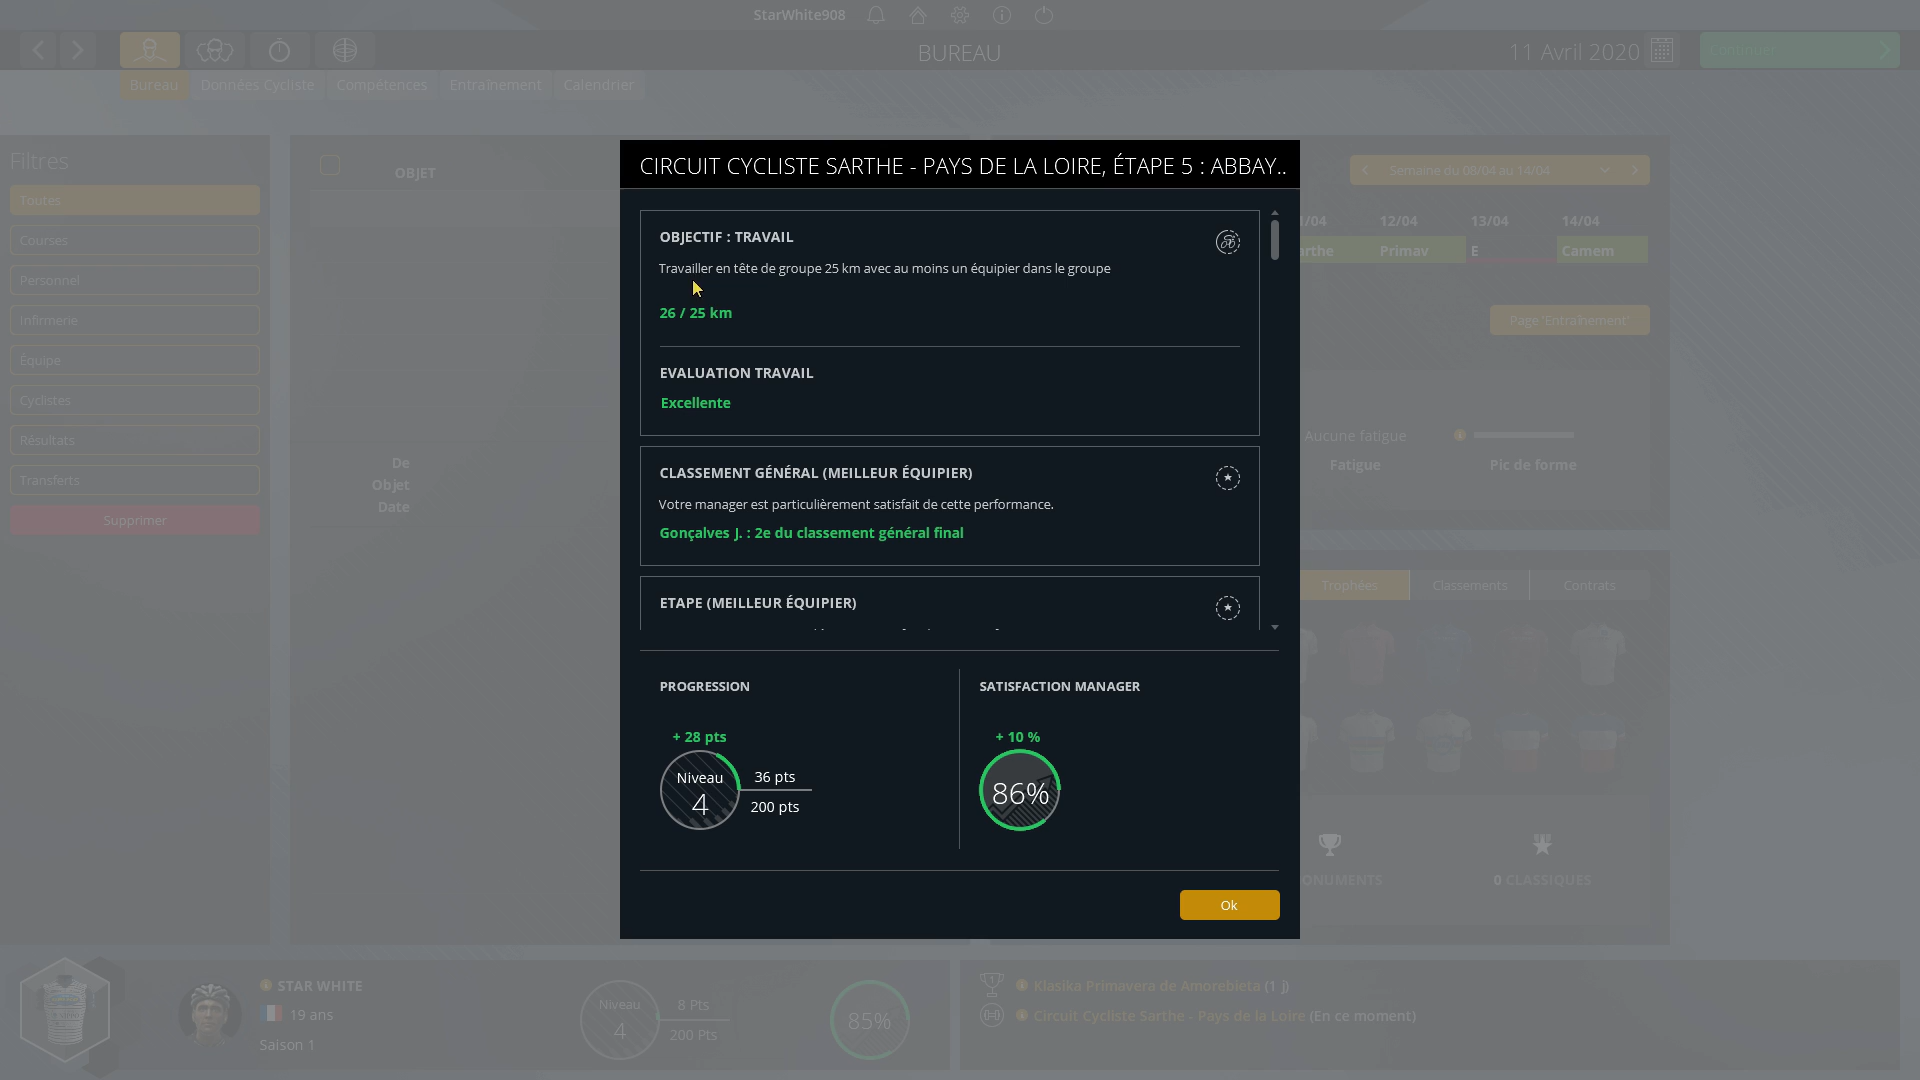 StarWhite908
BUREAU
11 Avril 2020
Bureau
Données Cycliste
Compétences
Entraînement
Calendrier
Filtres
Toutes
Courses
Personnel
Infirmerie
Équipe
Cyclistes
Résultats
Transferts
Supprimer
OBJET
De
Objet
Date
CIRCUIT CYCLISTE SARTHE - PAYS DE LA LOIRE, ÉTAPE 5 : ABBAY..
OBJECTIF : TRAVAIL
Travailler en tête de groupe 25 km avec au moins un équipier dans le groupe
26 / 25 km
EVALUATION TRAVAIL
Excellente
CLASSEMENT GÉNÉRAL (MEILLEUR ÉQUIPIER)
Votre manager est particulièrement satisfait de cette performance.
Gonçalves J. : 2e du classement général final
ETAPE (MEILLEUR ÉQUIPIER)
PROGRESSION
+ 28 pts
Niveau
4
36 pts
200 pts
SATISFACTION MANAGER
+ 10 %
86%
Ok
Semaine du 08/04 au 14/04
1/04 12/04 13/04 14/04
arthe Primav E Camem
Page 'Entraînement'
Aucune fatigue
Fatigue
Pic de forme
Trophées
Classements
Contrats
ONUMENTS
0 CLASSIQUES
STAR WHITE
19 ans
Saison 1
Niveau
4
8 Pts
200 Pts
85%
Klasika Primavera de Amorebieta (1 j)
Circuit Cycliste Sarthe - Pays de la Loire (En ce moment)